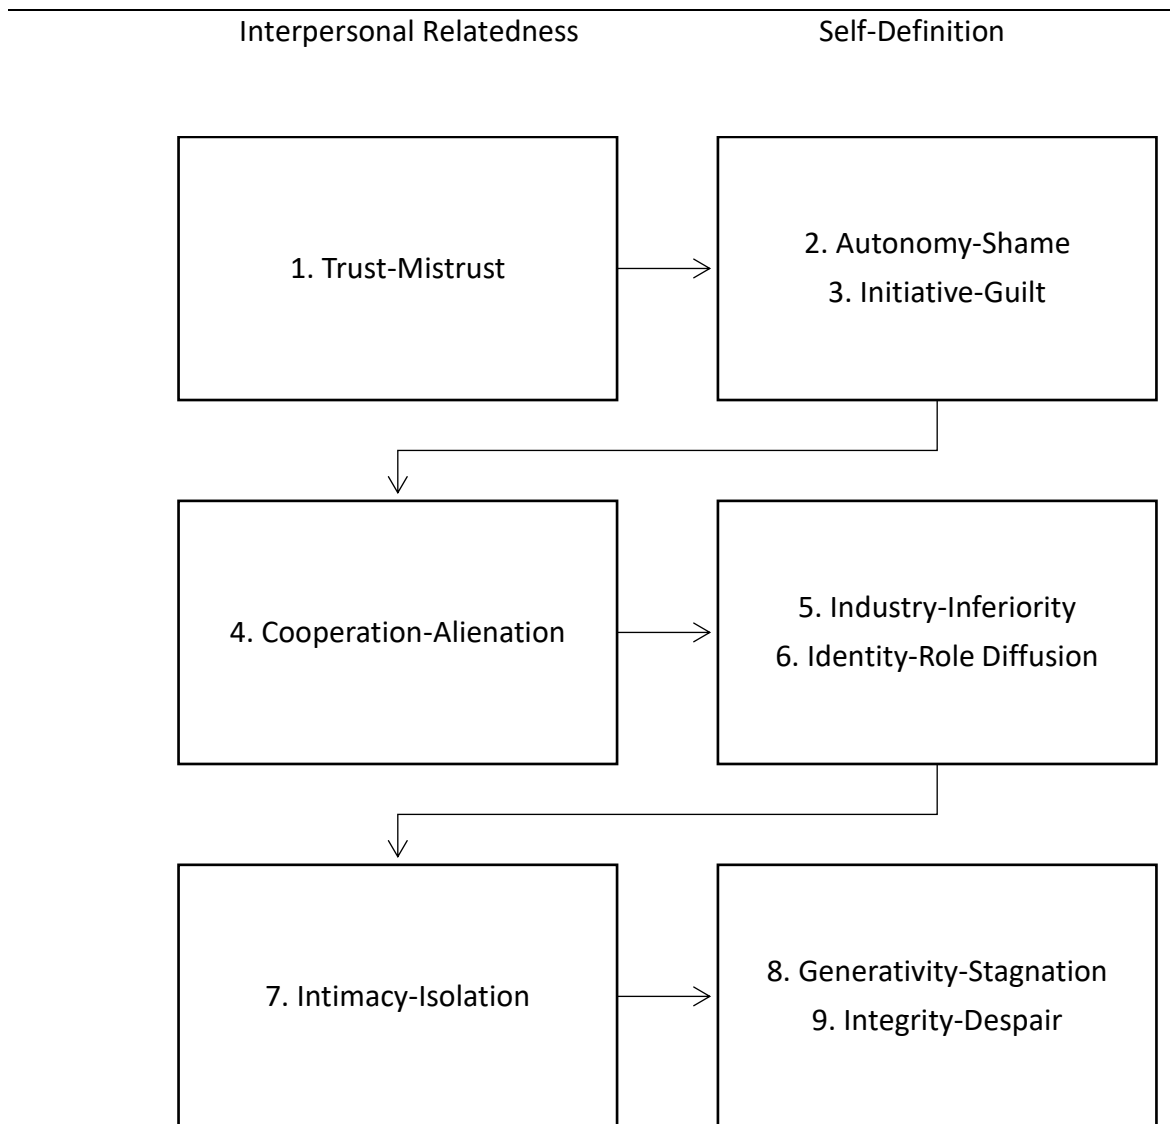 Interpersonal Relatedness
Self-Definition
1. Trust-Mistrust
2. Autonomy-Shame
3. Initiative-Guilt
4. Cooperation-Alienation
5. Industry-Inferiority
6. Identity-Role Diffusion
7. Intimacy-Isolation
8. Generativity-Stagnation
9. Integrity-Despair